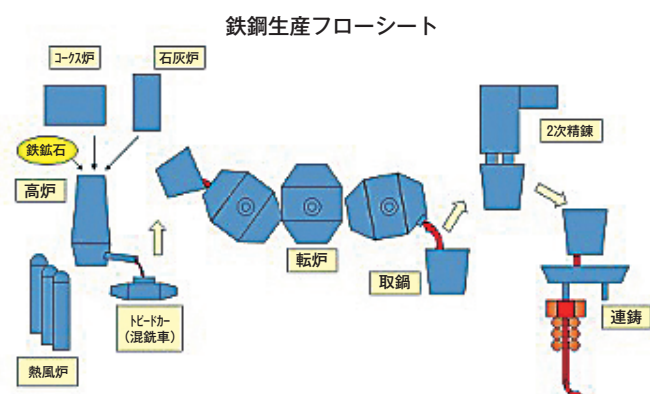 鉄鋼生産フローシート
コークス炉
石灰炉
鉄鉱石
高炉
熱風炉
トピードカー
(混銑車)
転炉
取鍋
2次精錬
連鋳